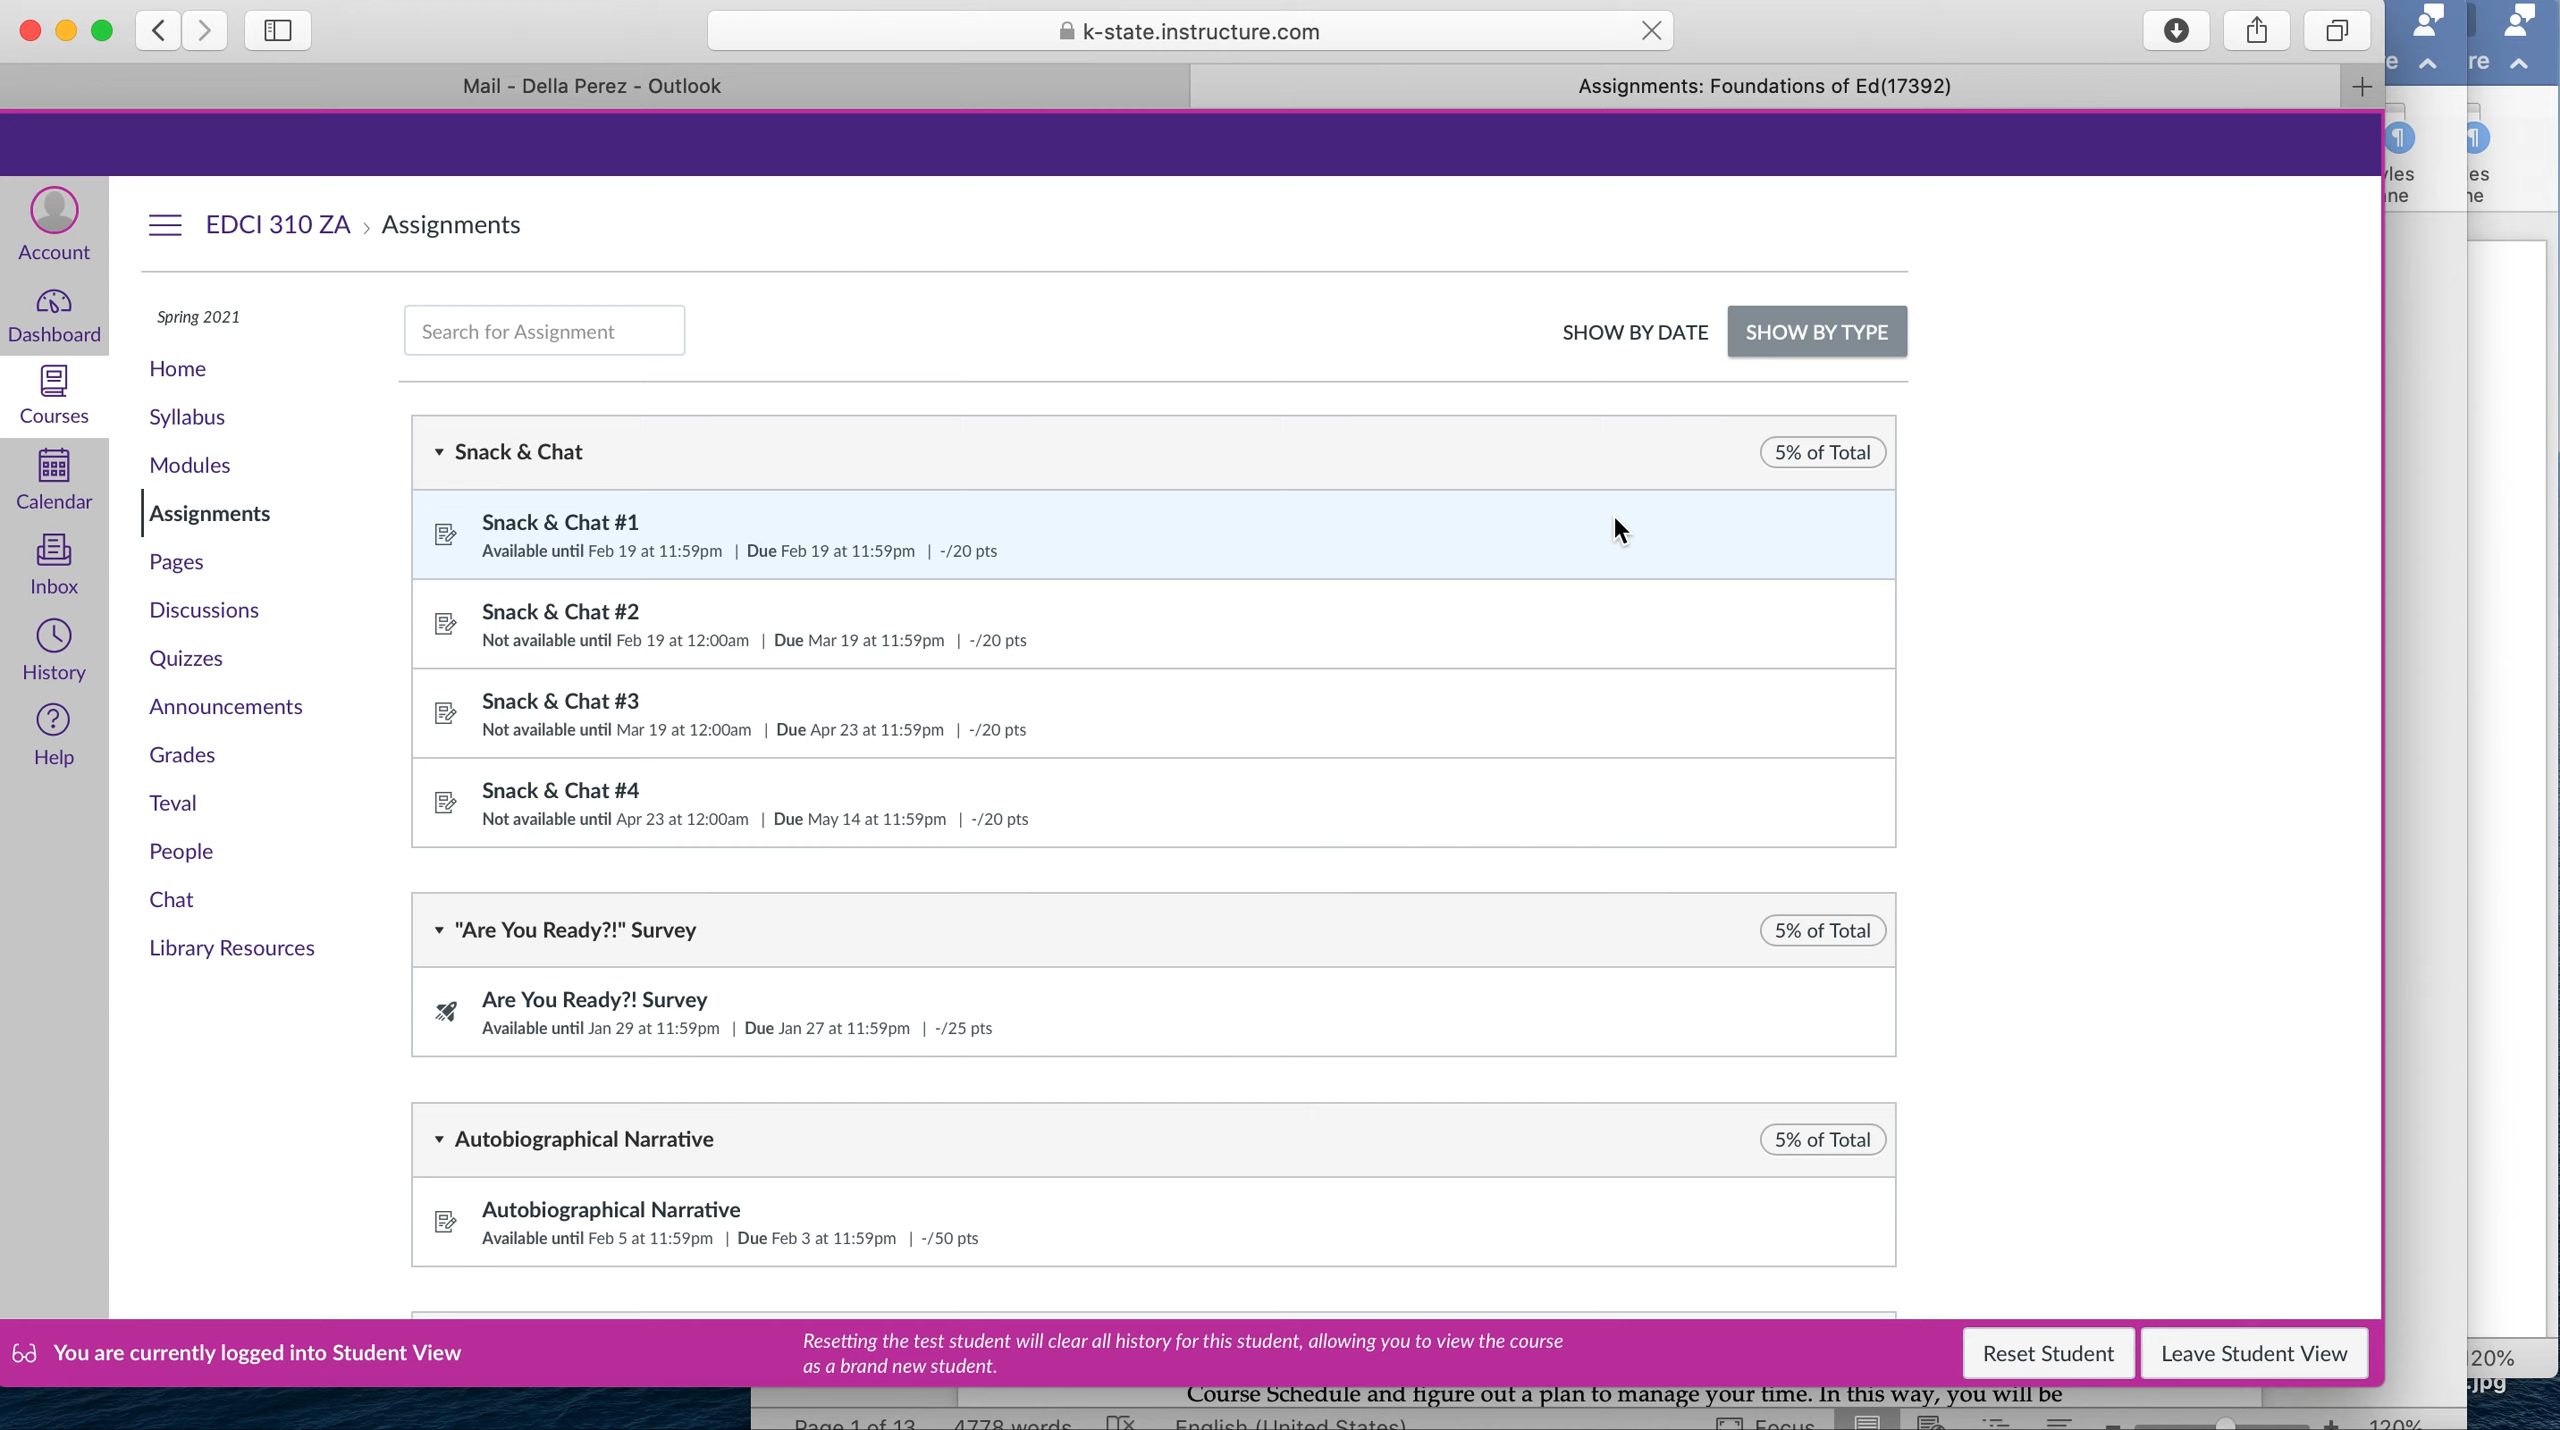 k-state.instructure.com
Mail - Della Perez - Outlook
Assignments: Foundations of Ed(17392)
EDCI 310 ZA › Assignments
Account
Dashboard
Courses
Calendar
Inbox
History
Help
Spring 2021
Home
Syllabus
Modules
Assignments
Pages
Discussions
Quizzes
Announcements
Grades
Teval
People
Chat
Library Resources
Search for Assignment
SHOW BY DATE
SHOW BY TYPE
Snack & Chat
5% of Total
Snack & Chat #1
Available until Feb 19 at 11:59pm | Due Feb 19 at 11:59pm | -/20 pts
Snack & Chat #2
Not available until Feb 19 at 12:00am | Due Mar 19 at 11:59pm | -/20 pts
Snack & Chat #3
Not available until Mar 19 at 12:00am | Due Apr 23 at 11:59pm | -/20 pts
Snack & Chat #4
Not available until Apr 23 at 12:00am | Due May 14 at 11:59pm | -/20 pts
"Are You Ready?!" Survey
5% of Total
Are You Ready?! Survey
Available until Jan 29 at 11:59pm | Due Jan 27 at 11:59pm | -/25 pts
Autobiographical Narrative
5% of Total
Autobiographical Narrative
Available until Feb 5 at 11:59pm | Due Feb 3 at 11:59pm | -/50 pts
You are currently logged into Student View
Resetting the test student will clear all history for this student, allowing you to view the course
as a brand new student.
Reset Student
Leave Student View
20%
.jpg
Course Schedule and figure out a plan to manage your time. In this way, you will be
Page 1 of 13
4778 words
English (United States)
Focus
120%